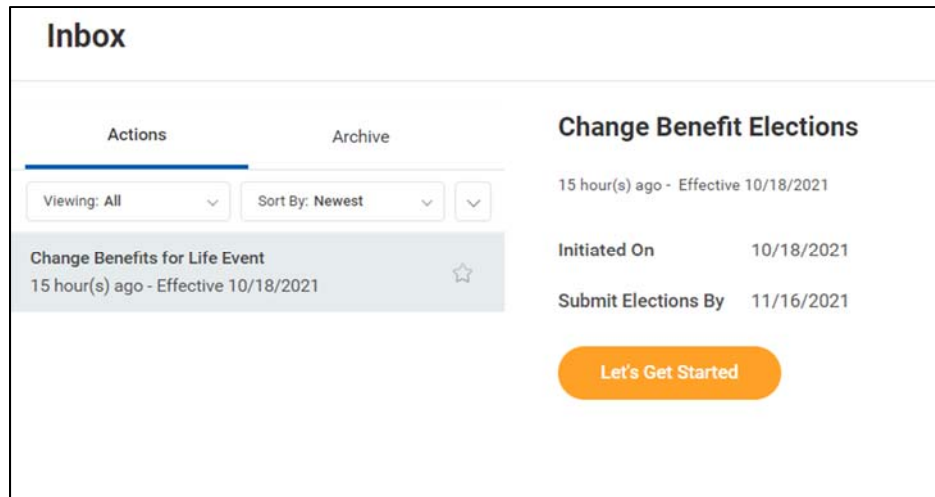 Inbox
Actions
Archive
Viewing: All
Sort By: Newest
Change Benefits for Life Event
15 hour(s) ago - Effective 10/18/2021
Change Benefit Elections
15 hour(s) ago - Effective 10/18/2021
Initiated On 10/18/2021
Submit Elections By 11/16/2021
Let's Get Started